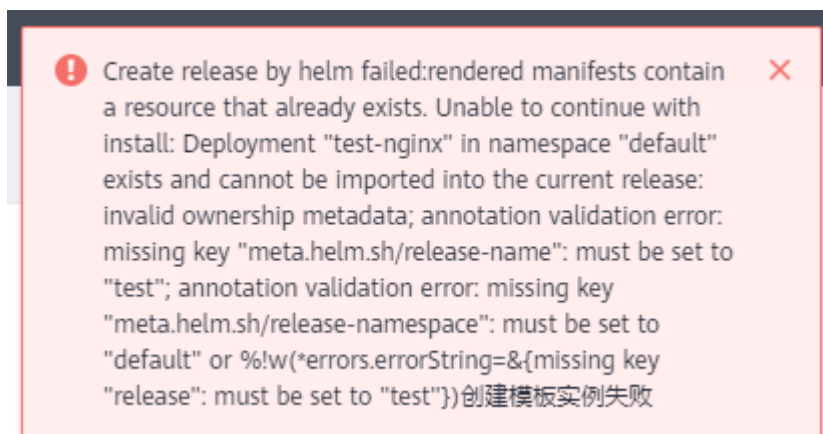 Create release by helm failed:rendered manifests contain
a resource that already exists. Unable to continue with
install: Deployment "test-nginx" in namespace "default"
exists and cannot be imported into the current release:
invalid ownership metadata; annotation validation error:
missing key "meta.helm.sh/release-name": must be set to
"test"; annotation validation error: missing key
"meta.helm.sh/release-namespace": must be set to
"default" or %!w(*errors.errorString=&{missing key
"release": must be set to "test"})创建模板实例失败